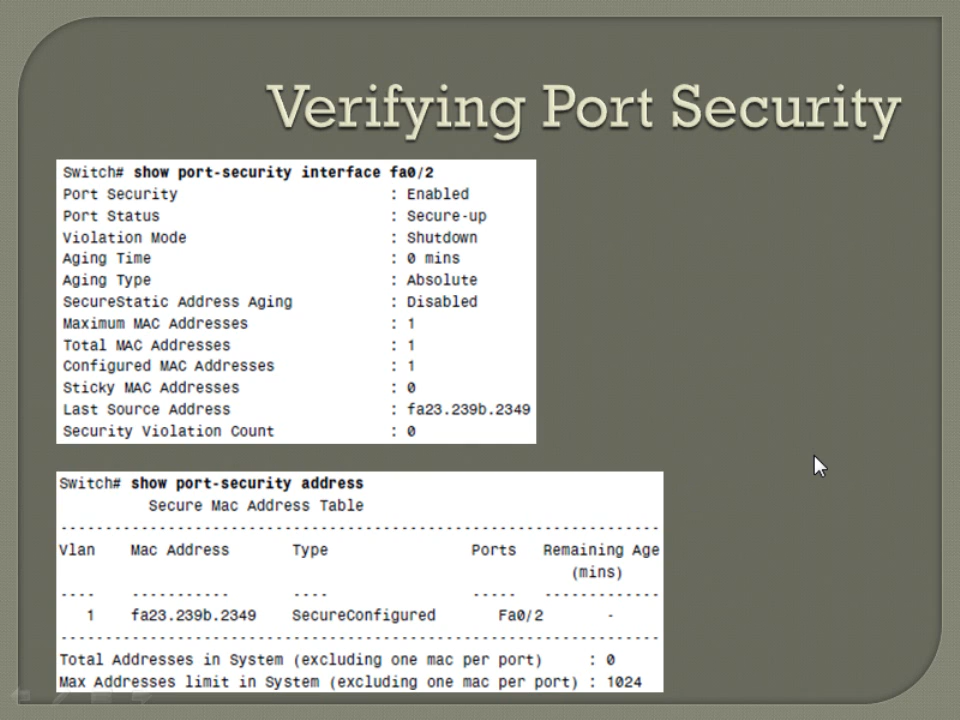 Verifying Port Security
Switch# show port-security interface fa0/2
Port Security : Enabled
Port Status : Secure-up
Violation Mode : Shutdown
Aging Time : 0 mins
Aging Type : Absolute
SecureStatic Address Aging : Disabled
Maximum MAC Addresses : 1
Total MAC Addresses : 1
Configured MAC Addresses : 1
Sticky MAC Addresses : 0
Last Source Address : fa23.239b.2349
Security Violation Count : 0
Switch# show port-security address
Secure Mac Address Table
------------------------------------------------------------------
Vlan Mac Address Type Ports Remaining Age
(mins)
---- ----------- ---- ----- -------------
1 fa23.239b.2349 SecureConfigured Fa0/2 -
------------------------------------------------------------------
Total Addresses in System (excluding one mac per port) : 0
Max Addresses limit in System (excluding one mac per port) : 1024